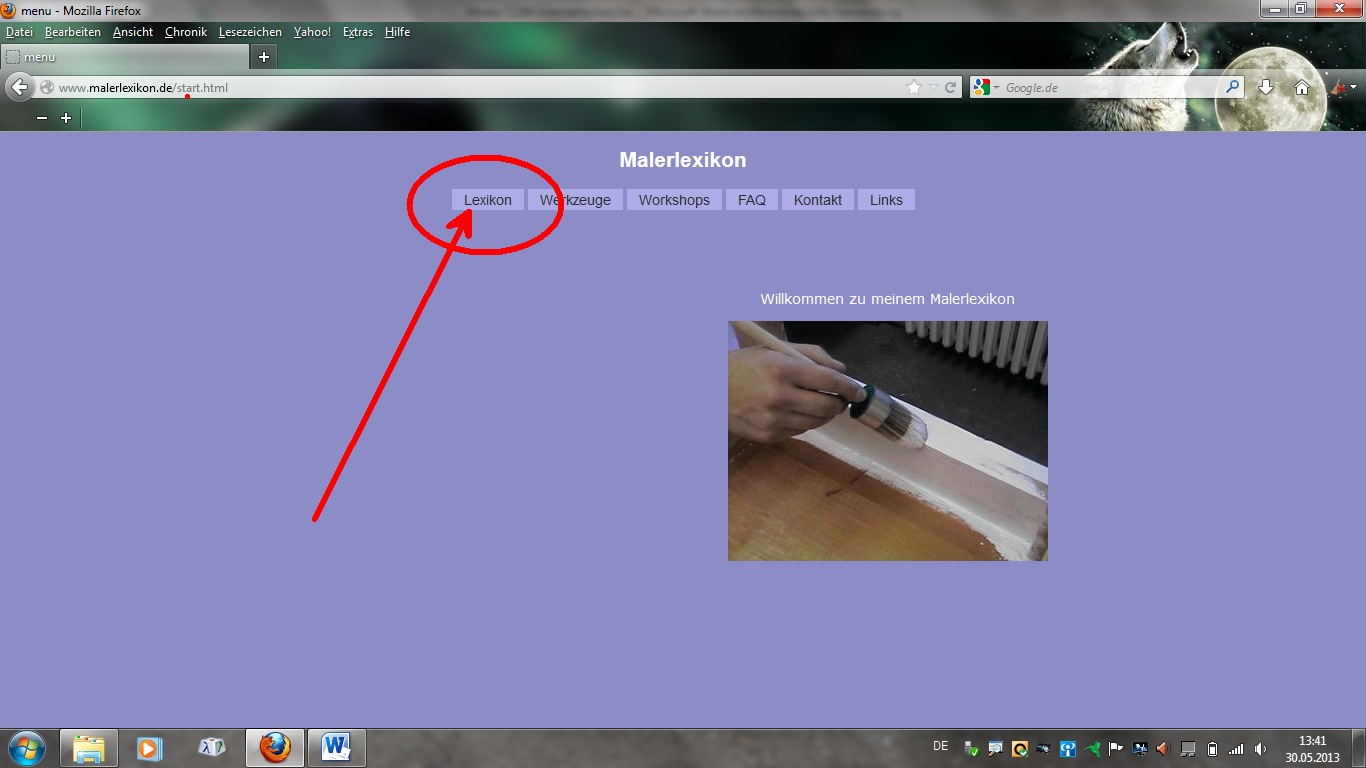 menu - Mozilla Firefox
Datei Bearbeiten Ansicht Chronik Lesezeichen Yahoo! Extras Hilfe
menu
www.malerlexikon.de/start.html
Google.de
Malerlexikon
Lexikon Werkzeuge Workshops FAQ Kontakt Links
Willkommen zu meinem Malerlexikon
DE
13:41
30.05.2013